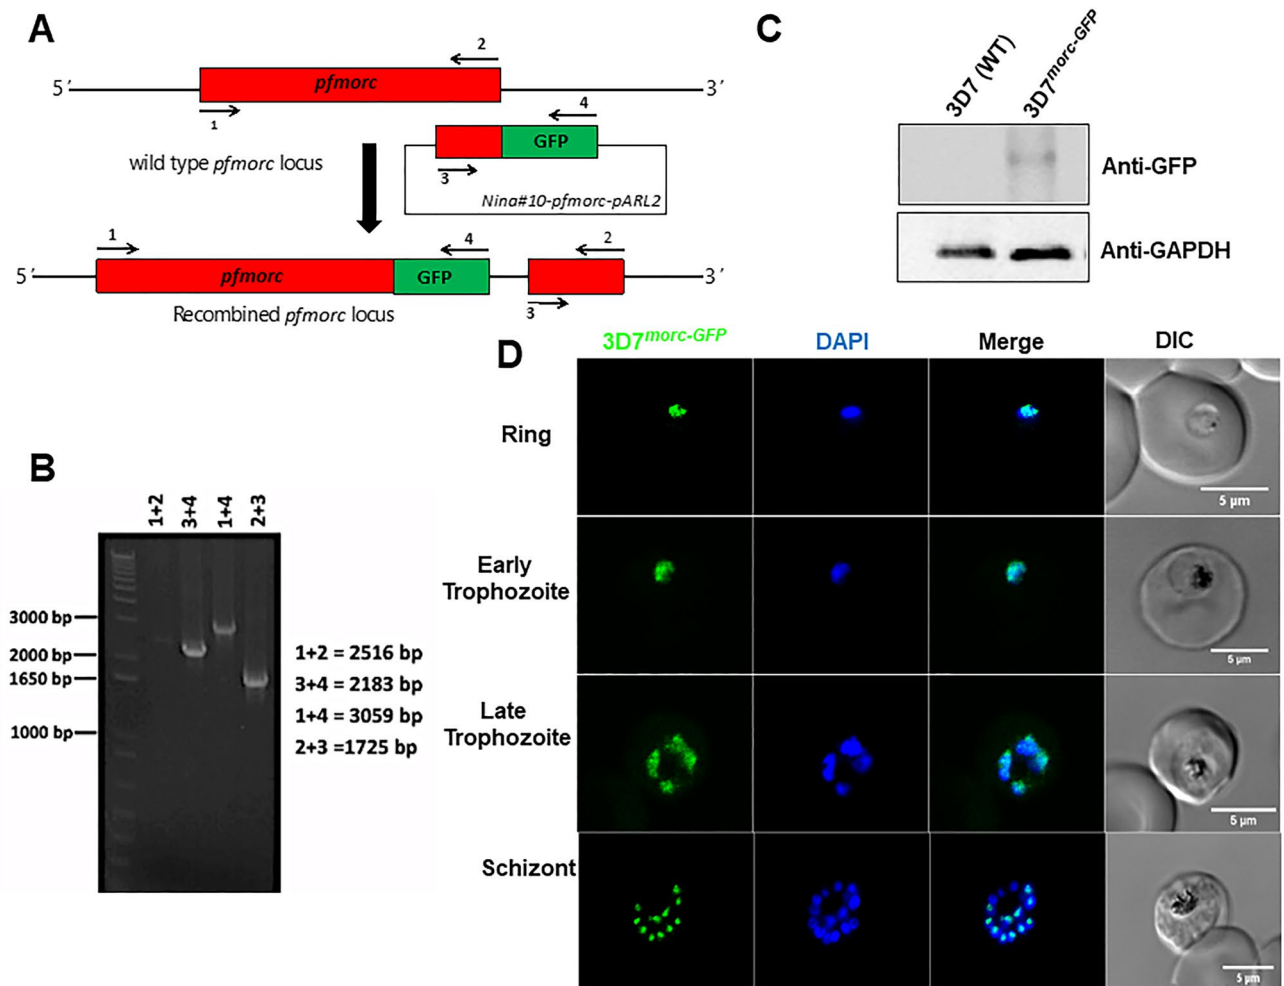 A
5′
pfmorc
2
1
3′
wild type pfmorc locus
GFP
4
3
Nina#10-pfmorc-pARL2
1
4
2
5′
pfmorc
GFP
3
3′
Recombined pfmorc locus
B
1+2
3+4
1+4
2+3
3000 bp
2000 bp
1650 bp
1000 bp
1+2 = 2516 bp
3+4 = 2183 bp
1+4 = 3059 bp
2+3 =1725 bp
C
3D7 (WT)
3D7morc-GFP
Anti-GFP
Anti-GAPDH
D
3D7morc-GFP
DAPI
Merge
DIC
Ring
5 µm
Early
Trophozoite
5 µm
Late
Trophozoite
5 µm
Schizont
5 µm